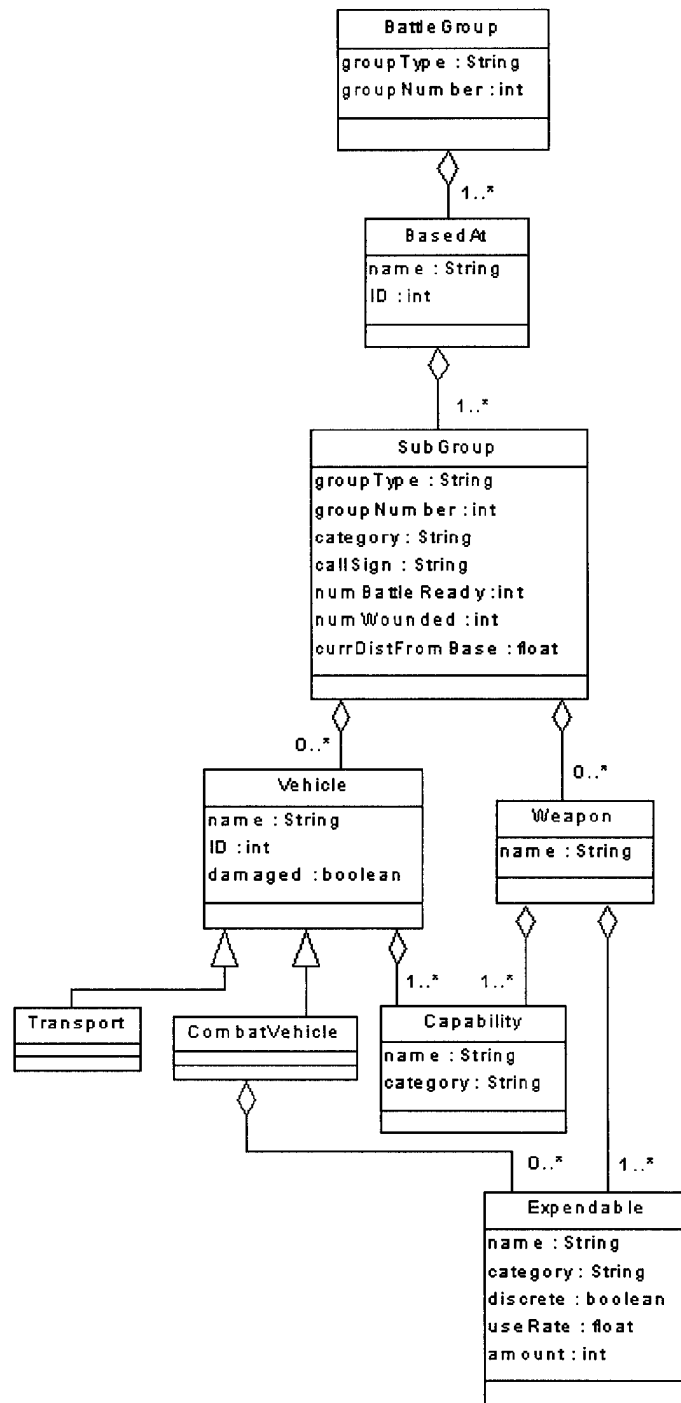 BattleGroup
groupType : String
groupNumber : int
1..*
BasedAt
name : String
ID : int
1..*
SubGroup
groupType : String
groupNumber : int
category : String
callSign : String
numBattleReady : int
numWounded : int
currDistFromBase : float
0..*
0..*
Vehicle
name : String
ID : int
damaged : boolean
Weapon
name : String
1..*
1..*
Transport
CombatVehicle
Capability
name : String
category : String
0..*
1..*
Expendable
name : String
category : String
discrete : boolean
useRate : float
amount : int